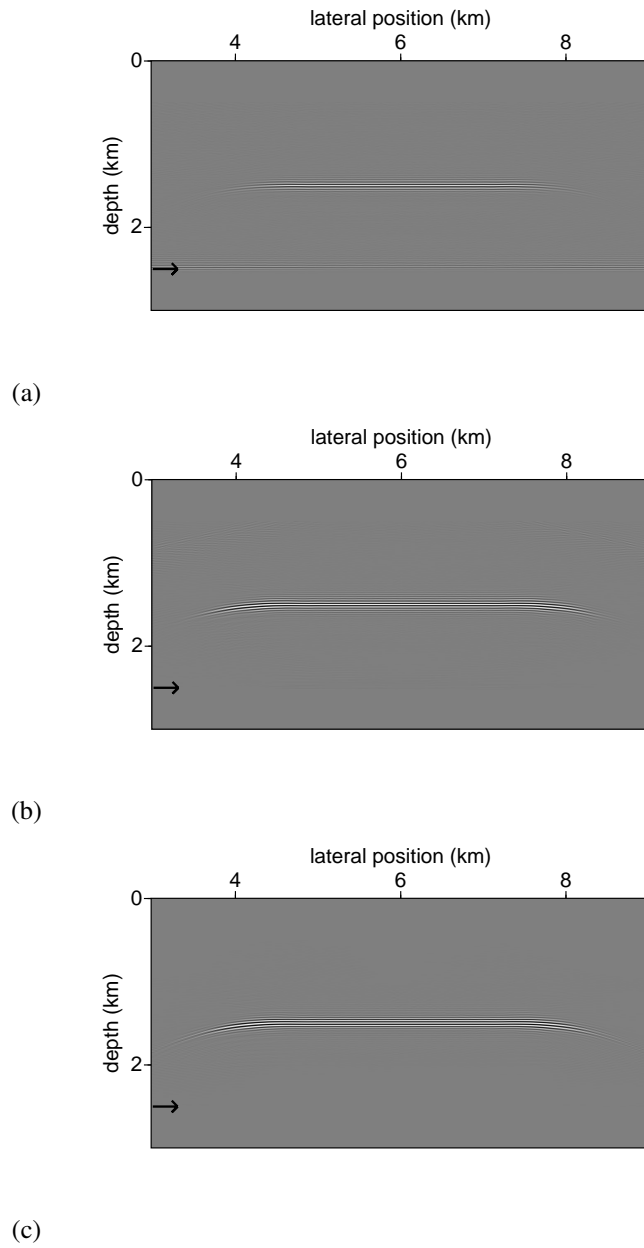 lateral position (km)
4 6 8
0
depth (km)
2
(a)
lateral position (km)
4 6 8
0
depth (km)
2
(b)
lateral position (km)
4 6 8
0
depth (km)
2
(c)